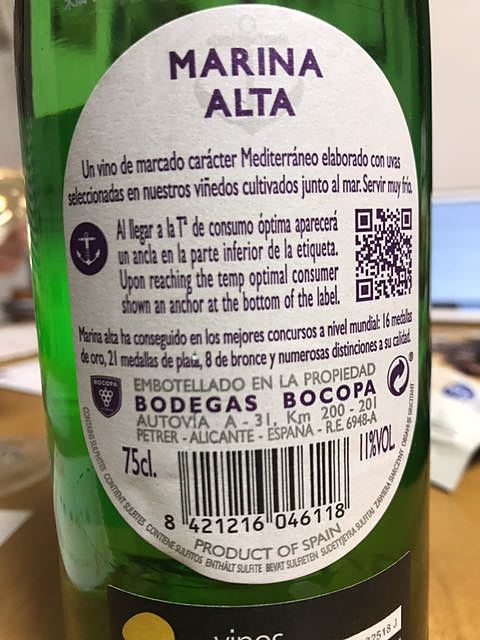 MARINA
ALTA
Un vino de marcado carácter Mediterráneo elaborado con uvas
seleccionadas en nuestros viñedos cultivados junto al mar. Servir muy frío.
Al llegar a la Tª de consumo óptima aparecerá
un ancla en la parte inferior de la etiqueta.
Upon reaching the temp optimal consumer
shown an anchor at the bottom of the label.
Marina alta ha conseguido en los mejores concursos a nivel mundial: 16 medallas
de oro, 21 medallas de plata, 8 de bronce y numerosas distinciones a su calidad.
BOCOPA
EMBOTELLADO EN LA PROPIEDAD
BODEGAS BOCOPA
AUTOVÍA A - 31, Km 200 - 201
PETRER - ALICANTE - ESPAÑA - R.E. 6948-A
75cl.
11%VOL
8 421216 046118
PRODUCT OF SPAIN
CONTAINS SULPHITES CONTIENE SULFITOS ENTHÄLT SULFITE BEVAT SULFIETEN
vinos
82518 J